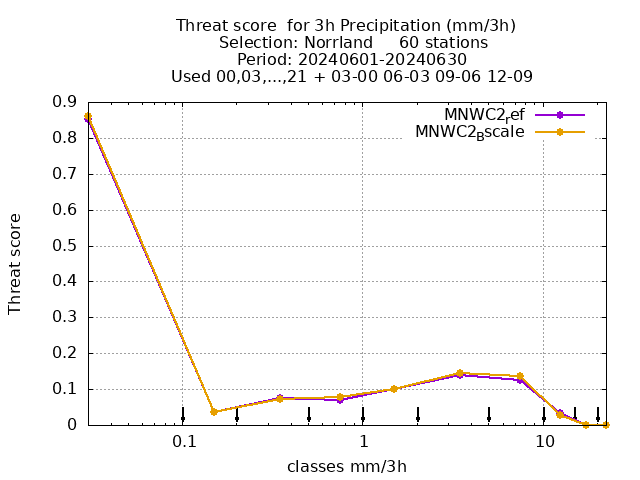 Threat score  for 3h Precipitation (mm/3h)
Selection: Norrland     60 stations
Period: 20240601-20240630
Used 00,03,...,21 + 03-00 06-03 09-06 12-09
MNWC2ref
MNWC2Bscale
0.9
0.8
0.7
0.6
0.5
0.4
0.3
0.2
0.1
0
Threat score
0.1
1
10
classes mm/3h